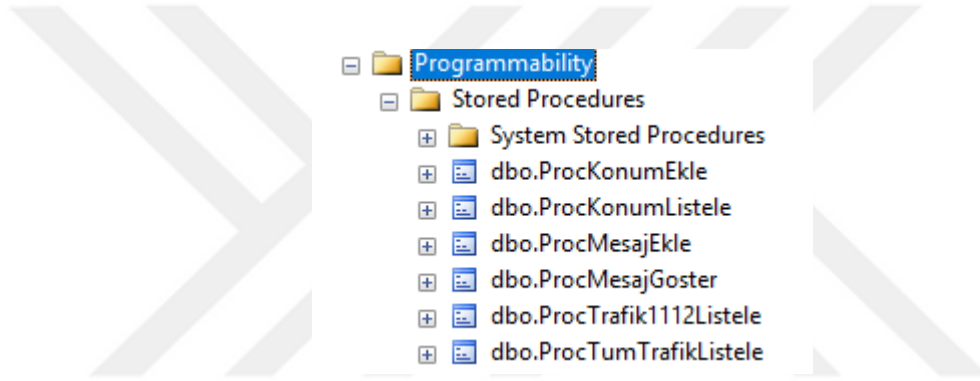 Programmability
Stored Procedures
System Stored Procedures
dbo.ProcKonumEkle
dbo.ProcKonumListele
dbo.ProcMesajEkle
dbo.ProcMesajGoster
dbo.ProcTrafik1112Listele
dbo.ProcTumTrafikListele